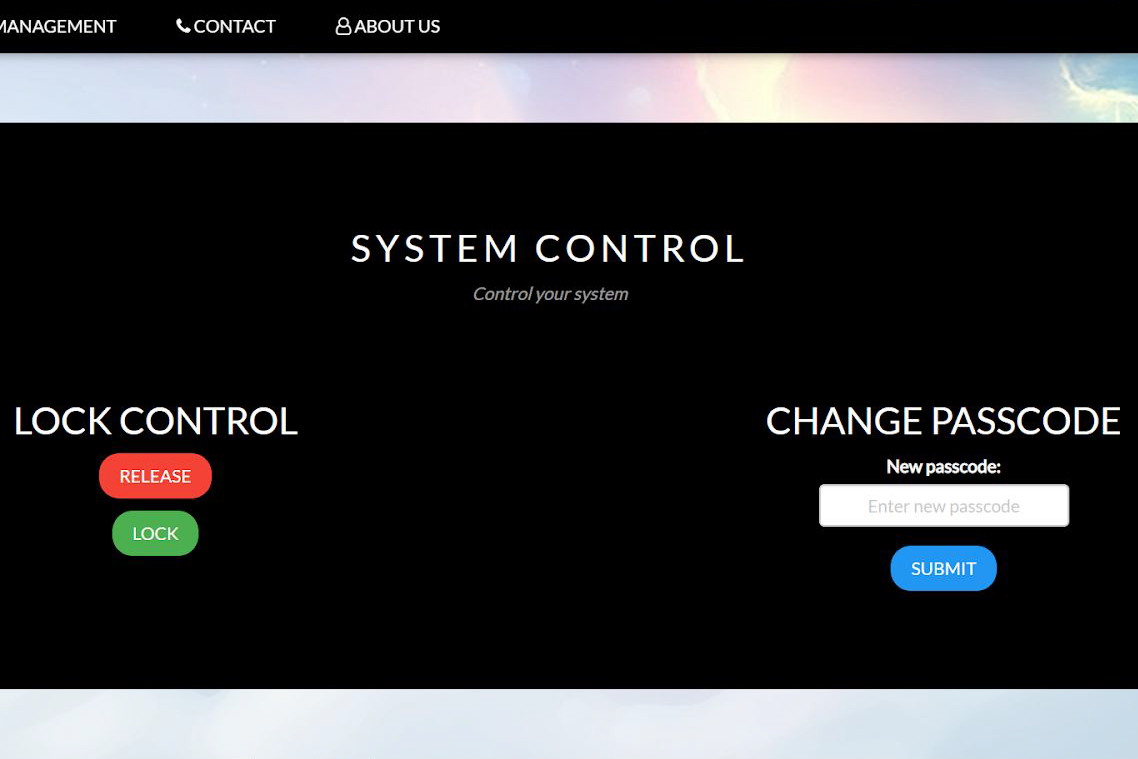 MANAGEMENT CONTACT ABOUT US
SYSTEM CONTROL
Control your system
LOCK CONTROL
RELEASE
LOCK
CHANGE PASSCODE
New passcode:
Enter new passcode
SUBMIT